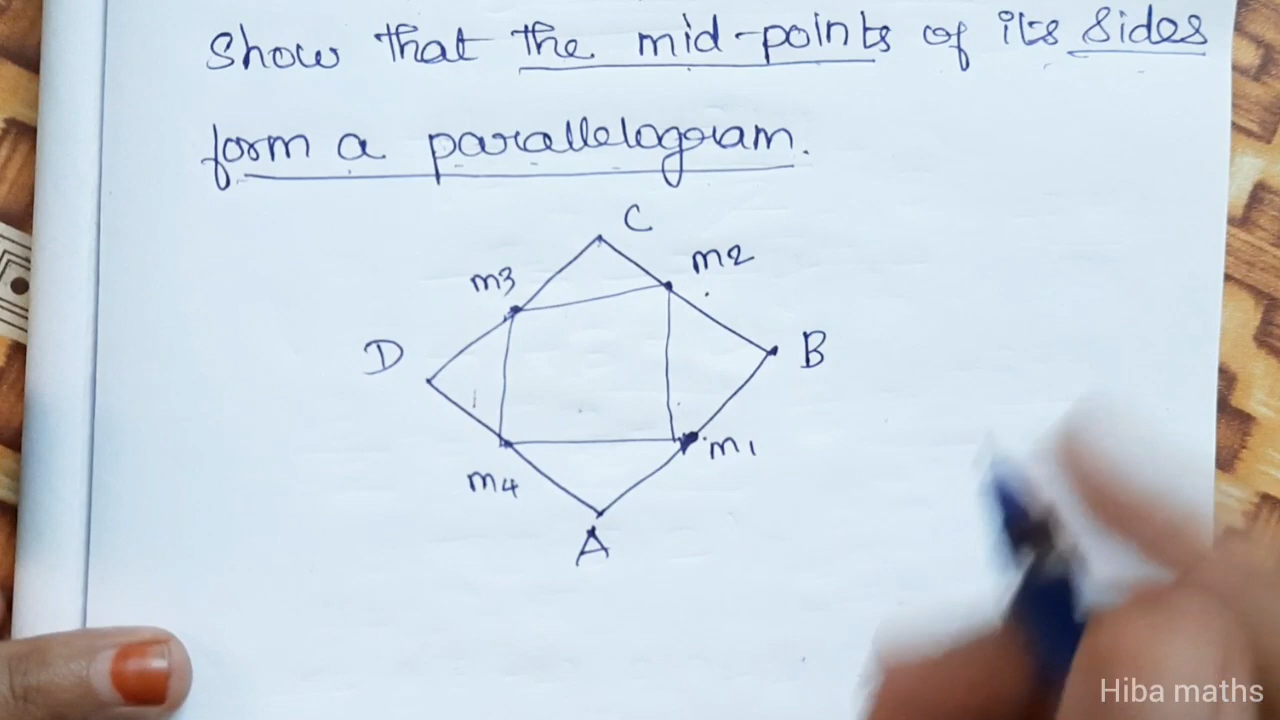 Show that the mid-points of its sides
form a parallelogram.
C
m2
m3
D
B
m1
m4
A
Hiba maths